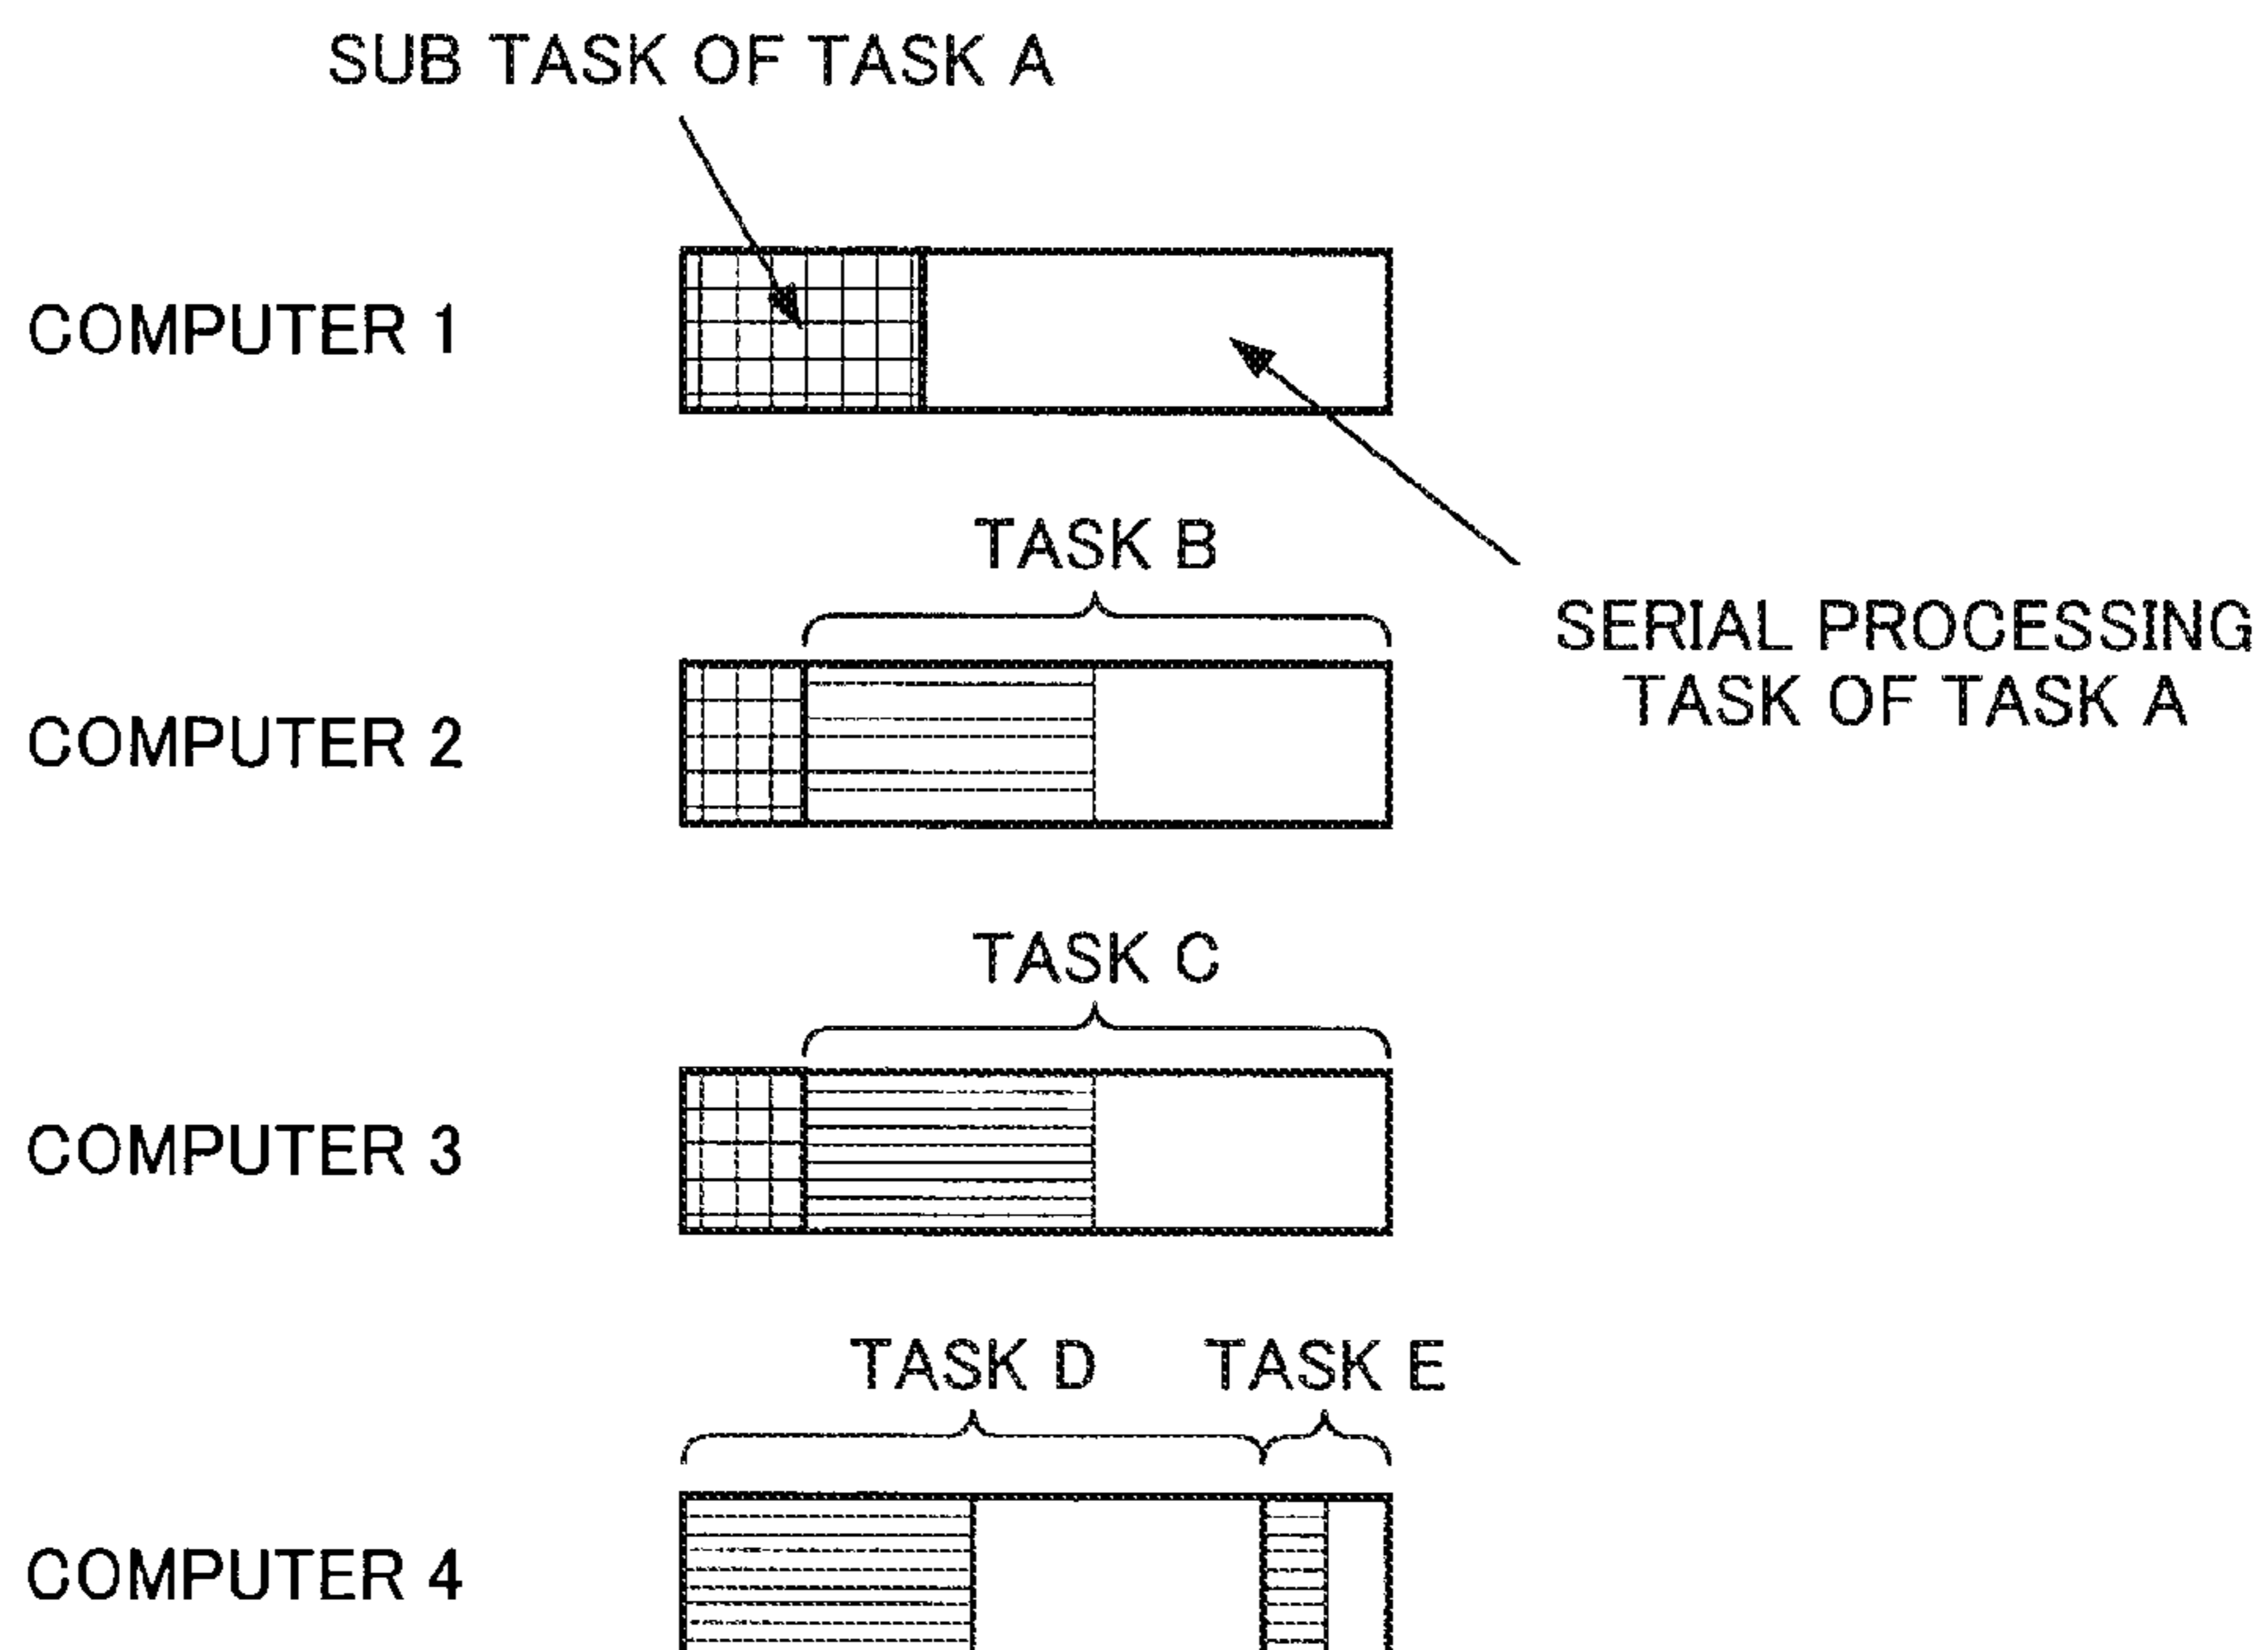 SUB TASK OF TASK A
COMPUTER 1
TASK B
SERIAL PROCESSING
TASK OF TASK A
COMPUTER 2
TASK C
COMPUTER 3
TASK D TASK E
COMPUTER 4